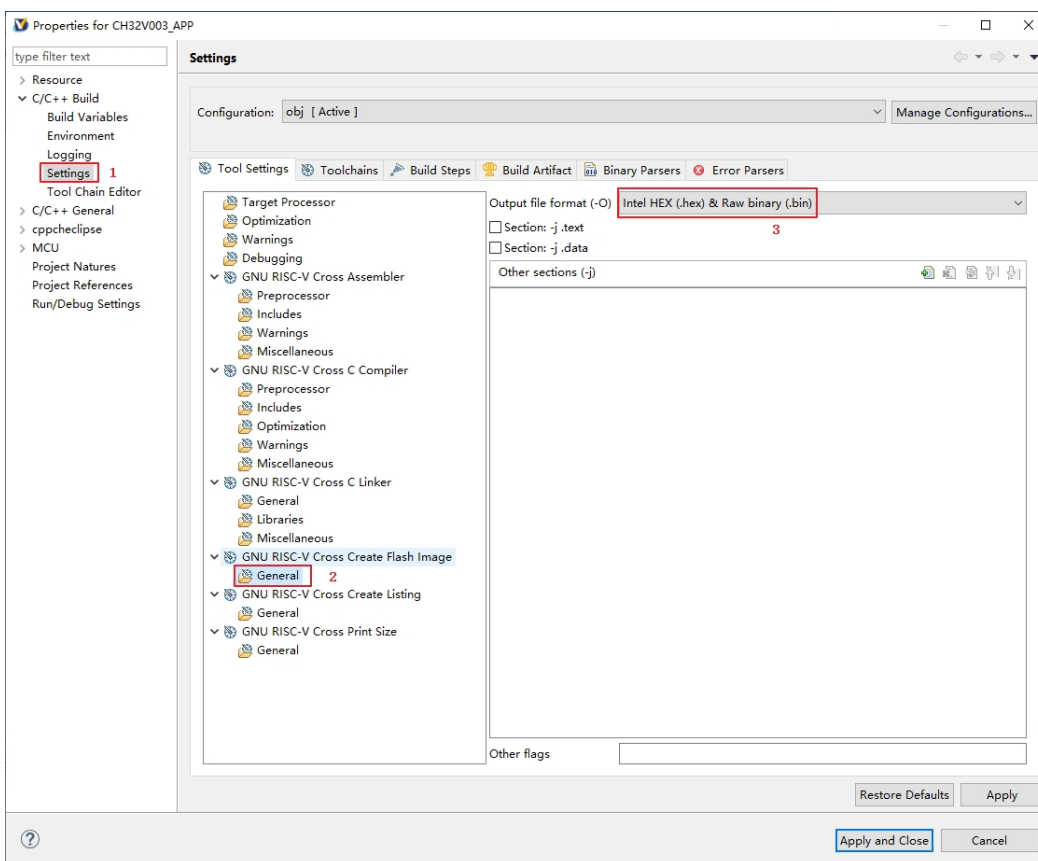 Properties for CH32V003_APP
type filter text
Resource
C/C++ Build
Build Variables
Environment
Logging
Settings 1
Tool Chain Editor
C/C++ General
cppcheclipse
MCU
Project Natures
Project References
Run/Debug Settings
Settings
Configuration: obj [ Active ]
Manage Configurations...
Tool Settings
Toolchains
Build Steps
Build Artifact
Binary Parsers
Error Parsers
Target Processor
Optimization
Warnings
Debugging
GNU RISC-V Cross Assembler
Preprocessor
Includes
Warnings
Miscellaneous
GNU RISC-V Cross C Compiler
Preprocessor
Includes
Optimization
Warnings
Miscellaneous
GNU RISC-V Cross C Linker
General
Libraries
Miscellaneous
GNU RISC-V Cross Create Flash Image
General 2
GNU RISC-V Cross Create Listing
General
GNU RISC-V Cross Print Size
General
Output file format (-O) Intel HEX (.hex) & Raw binary (.bin)
Section: -j .text
3
Section: -j .data
Other sections (-j)
Other flags
Restore Defaults
Apply
?
Apply and Close
Cancel